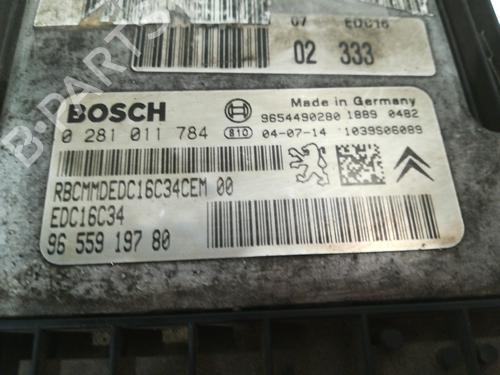 07 EDC16
02 333
BOSCH
Made in Germany
9654490280 1889 0482
0 281 011 784
810
04-07-14
1039S06089
RBCMMDEDC16C34CEM 00
EDC16C34
96 559 197 80